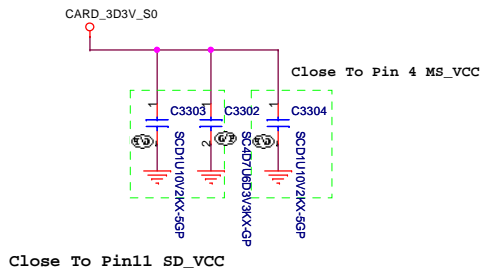 CARD_3D3V_S0
Close To Pin 4 MS_VCC
1
C3303
1
C3302
1
C3304
2
SCD1U10V2KX-5GP
SC4D7U6D3V3KX-GP
SCD1U10V2KX-5GP
Close To Pin11 SD_VCC